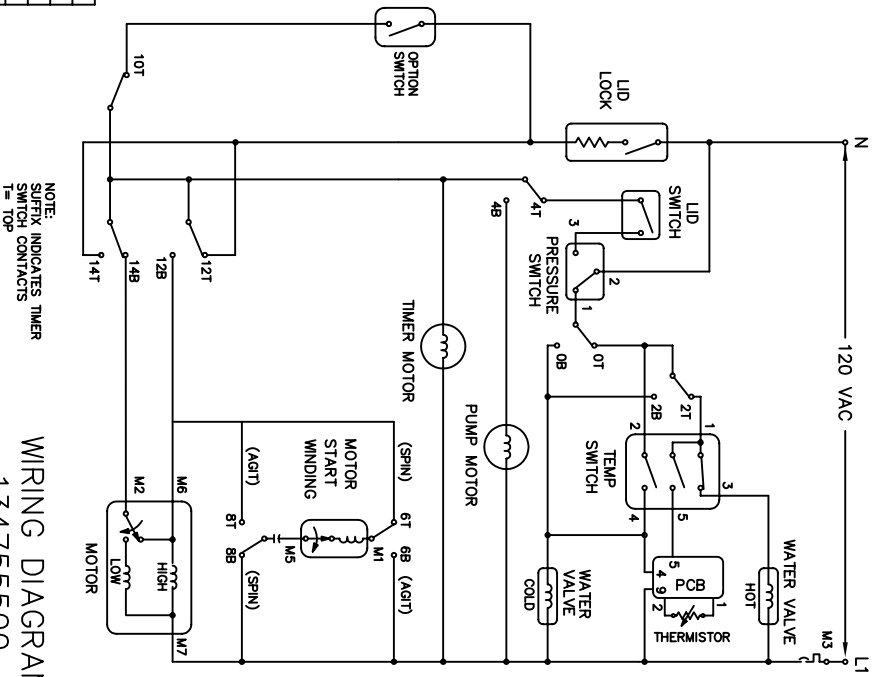 N
120 VAC
L1
M3
LID
LOCK
OPTION
SWITCH
10T
LID
SWITCH
3
2
1
PRESSURE
SWITCH
4T
4B
0T
0B
2T
2B
1
2
3
4
5
TEMP
SWITCH
WATER VALVE
HOT
5
4
9
PCB
1
2
THERMISTOR
WATER
VALVE
COLD
PUMP MOTOR
TIMER MOTOR
12T
12B
14B
14T
NOTE:
SUFFIX INDICATES TIMER
SWITCH CONTACTS
T= TOP
(SPIN)
6T
6B
(AGIT)
M1
MOTOR
START
WINDING
M5
(AGIT)
8T
8B
(SPIN)
M6
M2
HIGH
LOW
M7
MOTOR
WIRING DIAGRA